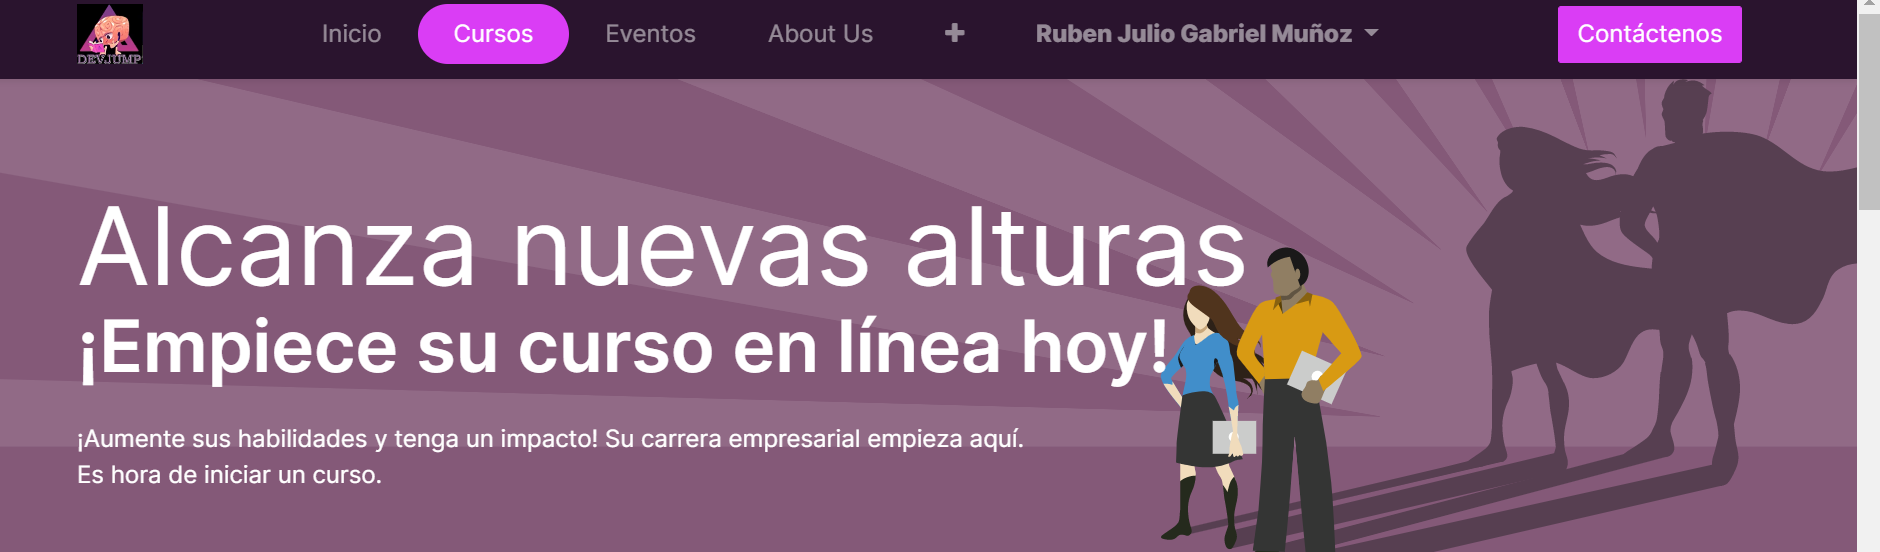 DEVJUMP
Inicio
Cursos
Eventos
About Us
Ruben Julio Gabriel Muñoz
Contáctenos
Alcanza nuevas alturas
¡Empiece su curso en línea hoy!
¡Aumente sus habilidades y tenga un impacto! Su carrera empresarial empieza aquí.
Es hora de iniciar un curso.